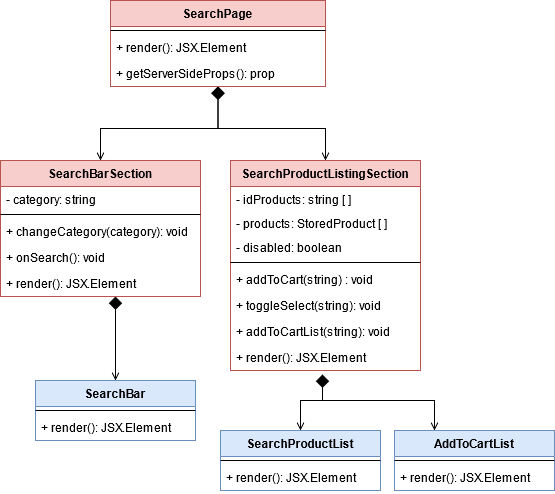 SearchPage
+ render(): JSX.Element
+ getServerSideProps(): prop
SearchBarSection
- category: string
+ changeCategory(category): void
+ onSearch(): void
+ render(): JSX.Element
SearchProductListingSection
- idProducts: string [ ]
- products: StoredProduct [ ]
- disabled: boolean
+ addToCart(string) : void
+ toggleSelect(string): void
+ addToCartList(string): void
+ render(): JSX.Element
SearchBar
+ render(): JSX.Element
SearchProductList
+ render(): JSX.Element
AddToCartList
+ render(): JSX.Element